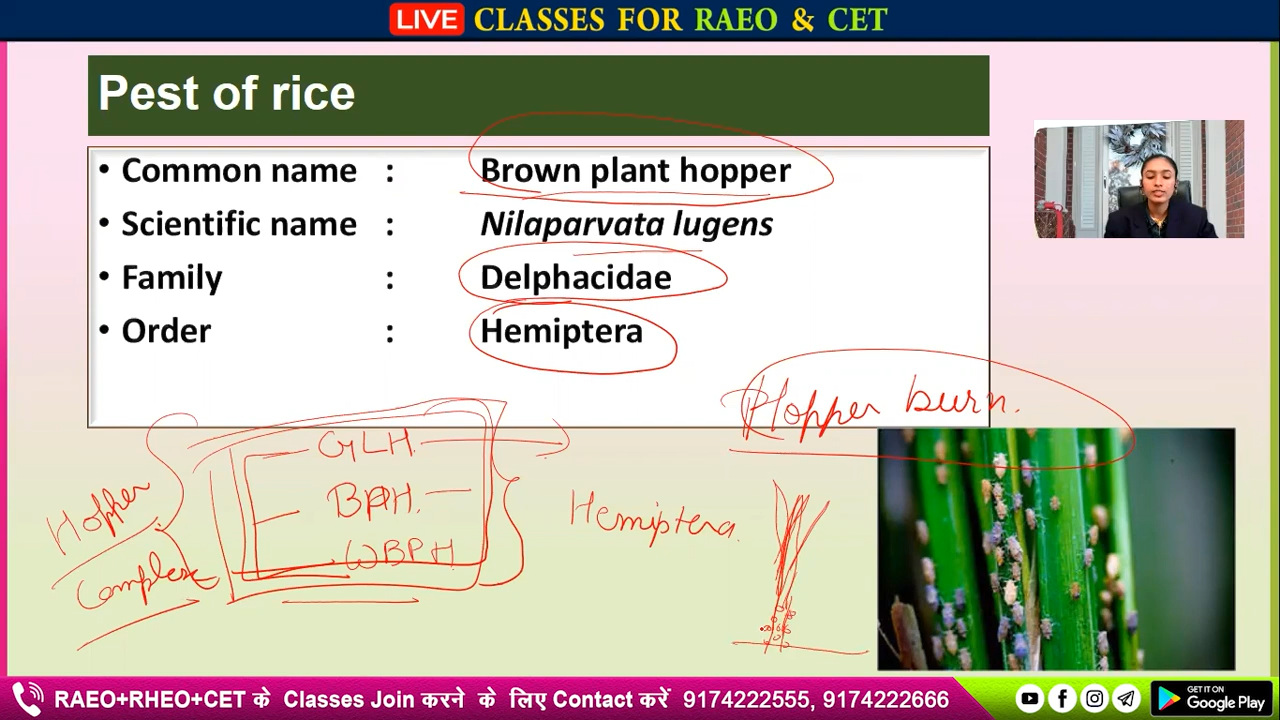 LIVE CLASSES FOR RAEO & CET
Pest of rice
• Common name : Brown plant hopper
• Scientific name : Nilaparvata lugens
• Family : Delphacidae
• Order : Hemiptera
Hopper burn.
GLH.
BPH.
WBPH
Hopper
Complex
Hemiptera.
RAEO+RHEO+CET के Classes Join करने के लिए Contact करें 9174222555, 9174222666
GET IT ON
Google Play